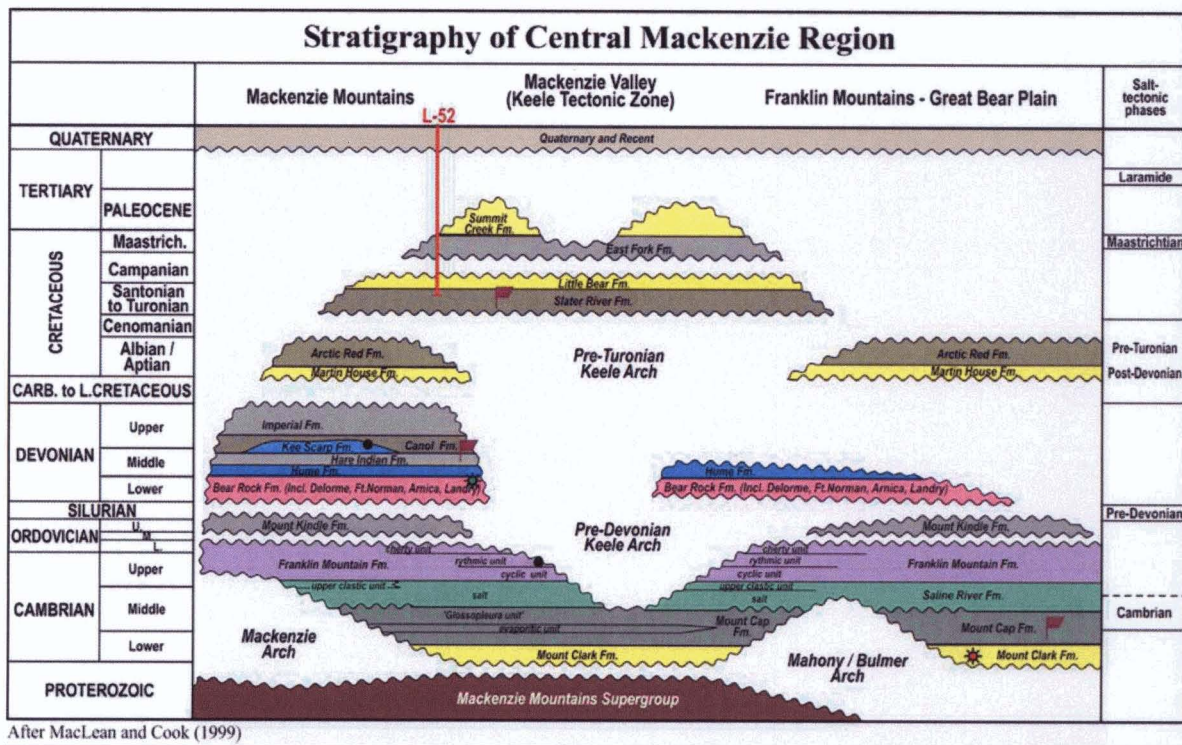 Stratigraphy of Central Mackenzie Region
Mackenzie Mountains
Mackenzie Valley
(Keele Tectonic Zone)
Franklin Mountains - Great Bear Plain
Salt-
tectonic
phases
L-52
QUATERNARY
Quaternary and Recent
TERTIARY
PALEOCENE
Laramide
Summit
Creek Fm.
CRETACEOUS
Maastrich.
East Fork Fm.
Maastrichtian
Campanian
Little Bear Fm.
Santonian
to Turonian
Slater River Fm.
Cenomanian
Albian /
Aptian
Arctic Red Fm.
Martin House Fm.
Pre-Turonian
Keele Arch
Arctic Red Fm.
Martin House Fm.
Pre-Turonian
Post-Devonian
CARB. to L.CRETACEOUS
DEVONIAN
Upper
Imperial Fm.
Kee Scarp Fm.
Canol Fm.
Middle
Hare Indian Fm.
Hume Fm.
Hume Fm.
Lower
Bear Rock Fm. (Incl. Delorme, Ft.Norman, Arnica, Landry)
Bear Rock Fm. (Incl. Delorme, Ft.Norman, Arnica, Landry)
SILURIAN
Pre-Devonian
ORDOVICIAN
U.
M
L.
Mount Kindle Fm.
Pre-Devonian
Keele Arch
Mount Kindle Fm.
CAMBRIAN
Upper
Franklin Mountain Fm.
cherty unit
rythmic unit
cyclic unit
cherty unit
rythmic unit
cyclic unit
Franklin Mountain Fm.
upper clastic unit
salt
upper clastic unit
salt
Saline River Fm.
Middle
'Glossopleura unit'
evaporitic unit
Mount Cap
Fm.
Mount Cap Fm.
Cambrian
Lower
Mackenzie
Arch
Mount Clark Fm.
Mahony / Bulmer
Arch
Mount Clark Fm.
PROTEROZOIC
Mackenzie Mountains Supergroup
After MacLean and Cook (1999)